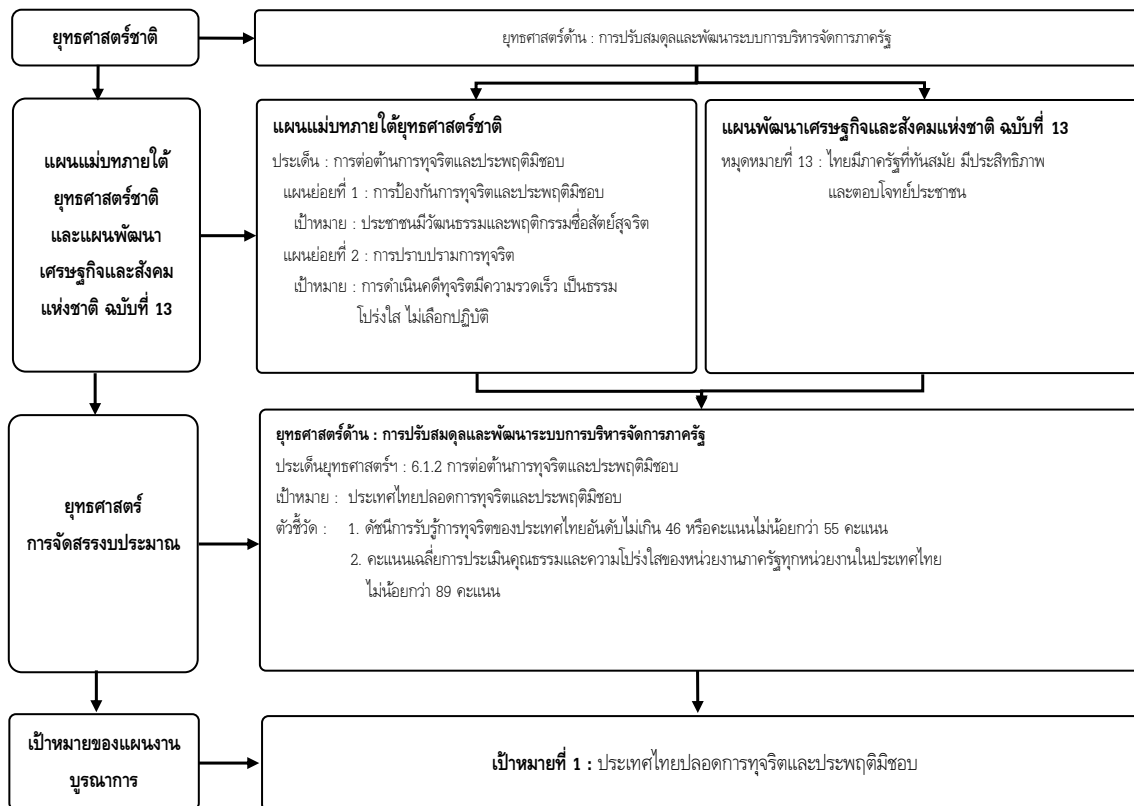 ยุทธศาสตร์ชาติ
ยุทธศาสตร์ด้าน : การปรับสมดุลและพัฒนาระบบการบริหารจัดการภาครัฐ
แผนแม่บทภายใต้
ยุทธศาสตร์ชาติ
และแผนพัฒนา
เศรษฐกิจและสังคม
แห่งชาติ ฉบับที่ 13
แผนแม่บทภายใต้ยุทธศาสตร์ชาติ
ประเด็น : การต่อต้านการทุจริตและประพฤติมิชอบ
แผนย่อยที่ 1 : การป้องกันการทุจริตและประพฤติมิชอบ
เป้าหมาย : ประชาชนมีวัฒนธรรมและพฤติกรรมซื่อสัตย์สุจริต
แผนย่อยที่ 2 : การปราบปรามการทุจริต
เป้าหมาย : การดำเนินคดีทุจริตมีความรวดเร็ว เป็นธรรม
โปร่งใส ไม่เลือกปฏิบัติ
แผนพัฒนาเศรษฐกิจและสังคมแห่งชาติ ฉบับที่ 13
หมุดหมายที่ 13 : ไทยมีภาครัฐที่ทันสมัย มีประสิทธิภาพ
และตอบโจทย์ประชาชน
ยุทธศาสตร์
การจัดสรรงบประมาณ
ยุทธศาสตร์ด้าน : การปรับสมดุลและพัฒนาระบบการบริหารจัดการภาครัฐ
ประเด็นยุทธศาสตร์ฯ : 6.1.2 การต่อต้านการทุจริตและประพฤติมิชอบ
เป้าหมาย : ประเทศไทยปลอดการทุจริตและประพฤติมิชอบ
ตัวชี้วัด : 1. ดัชนีการรับรู้การทุจริตของประเทศไทยอันดับไม่เกิน 46 หรือคะแนนไม่น้อยกว่า 55 คะแนน
2. คะแนนเฉลี่ยการประเมินคุณธรรมและความโปร่งใสของหน่วยงานภาครัฐทุกหน่วยงานในประเทศไทย
ไม่น้อยกว่า 89 คะแนน
เป้าหมายของแผนงาน
บูรณาการ
เป้าหมายที่ 1 : ประเทศไทยปลอดการทุจริตและประพฤติมิชอบ